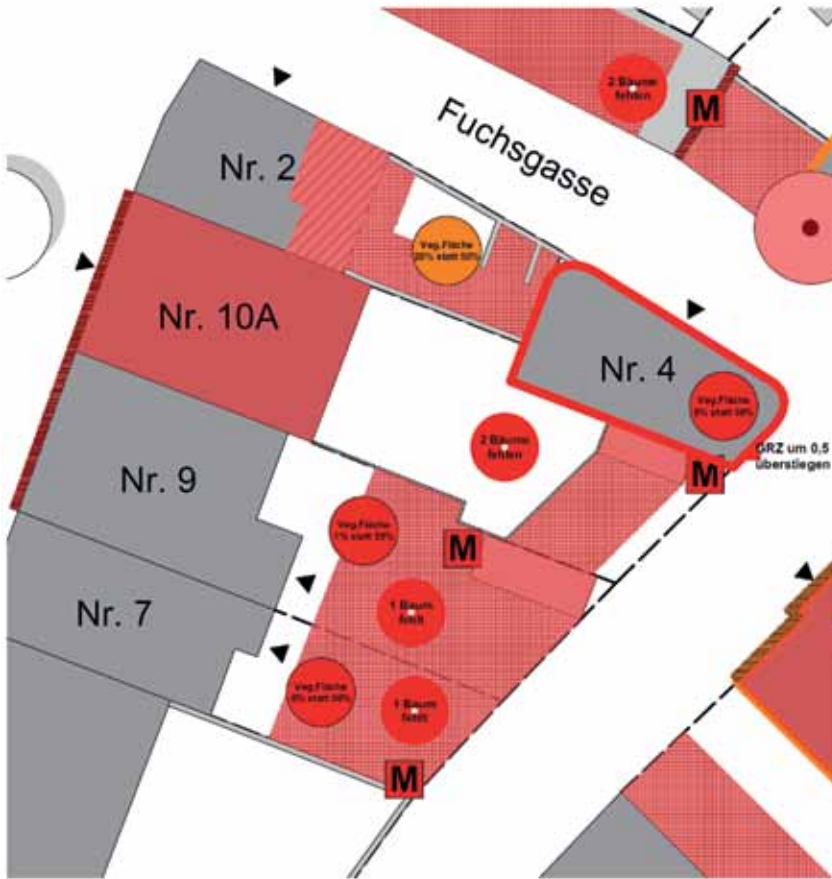 2 Bäume
fehlen
M
Fuchsgasse
Nr. 2
Veg.Fläche
20% statt 50%
Nr. 10A
Nr. 4
Veg.Fläche
0% statt 50%
2 Bäume
fehlen
GRZ um 0,5
überstiegen
M
Nr. 9
Veg.Fläche
statt
M
1 Baum
fehlt
Nr. 7
Veg.Fläche
0% statt 50%
1 Baum
fehlt
M